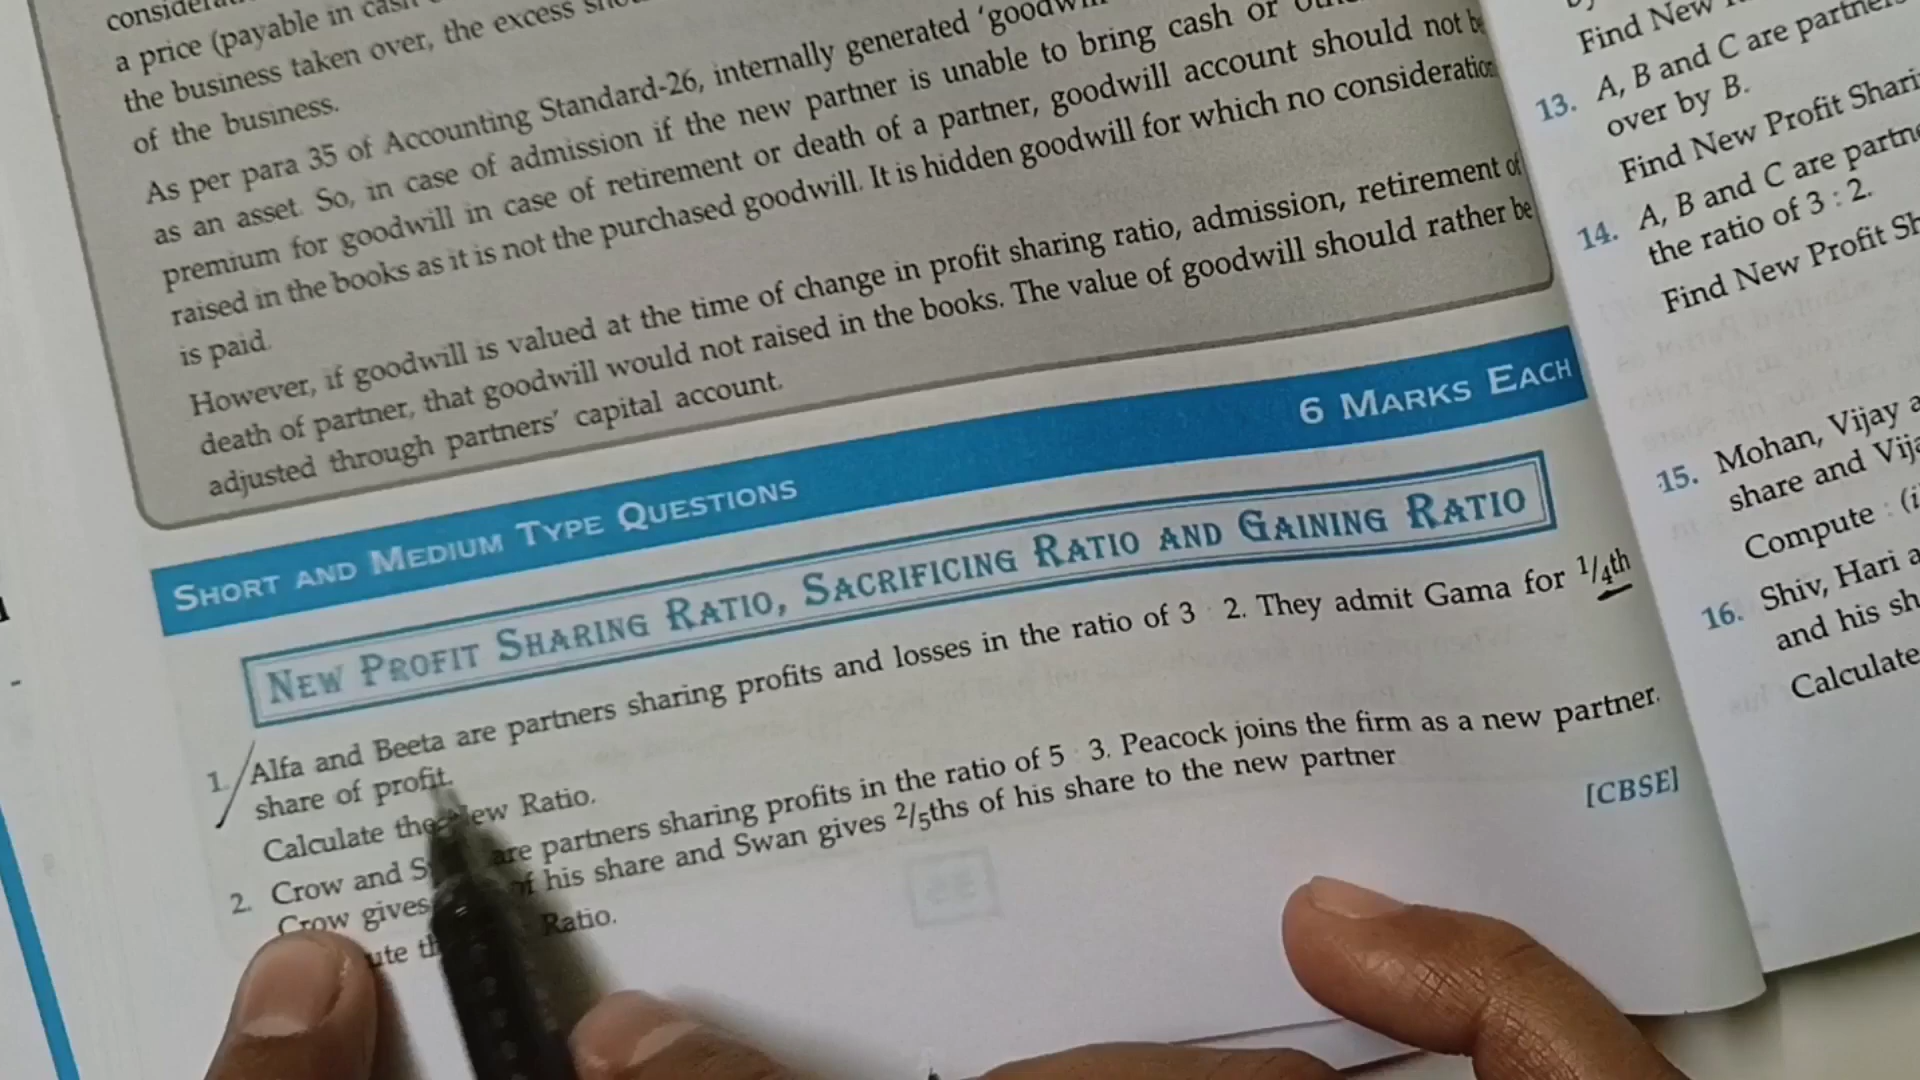 a price (payable in cash
the business taken over, the excess
of the business.
As per para 35 of Accounting Standard-26, internally generated
as an asset. So, in case of admission if the new partner is unable to bring cash or
premium for goodwill in case of retirement or death of a partner, goodwill account should not
raised in the books as it is not the purchased goodwill. It is hidden goodwill for which no consideration
is paid.
However, if goodwill is valued at the time of change in profit sharing ratio, admission, retirement of
death of partner, that goodwill would not raised in the books. The value of goodwill should rather be
adjusted through partners' capital account.
SHORT AND MEDIUM TYPE QUESTIONS 6 MARKS EACH
NEW PROFIT SHARING RATIO, SACRIFICING RATIO AND GAINING RATIO
1. Alfa and Beeta are partners sharing profits and losses in the ratio of 3 : 2. They admit Gama for 1/4th
share of profit.
Calculate the New Ratio.
2. Crow and are partners sharing profits in the ratio of 5 : 3. Peacock joins the firm as a new partner.
Crow gives of his share and Swan gives 2/5ths of his share to the new partner
Ratio.
[CBSE]
Find New
13. A, B and C are partners
over by B.
Find New Profit
14. A, B and C are
the ratio of 3 : 2.
Find New Profit
15. Mohan, Vijay
share and
Compute : (i
16. Shiv, Hari
and his
Calculate